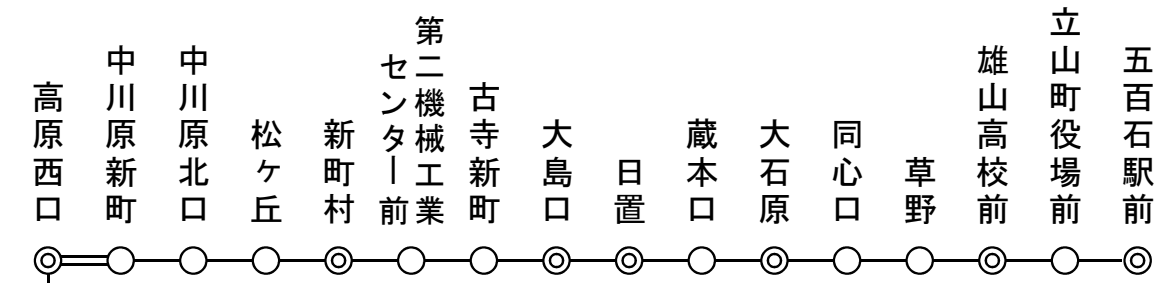 高原西口
中川原新町
中川原北口
松ケ丘
新町村
第二機械工業
センター前
古寺新町
大島口
日置
蔵本口
大石原
同心口
草野
雄山高校前
立山町役場前
五百石駅前